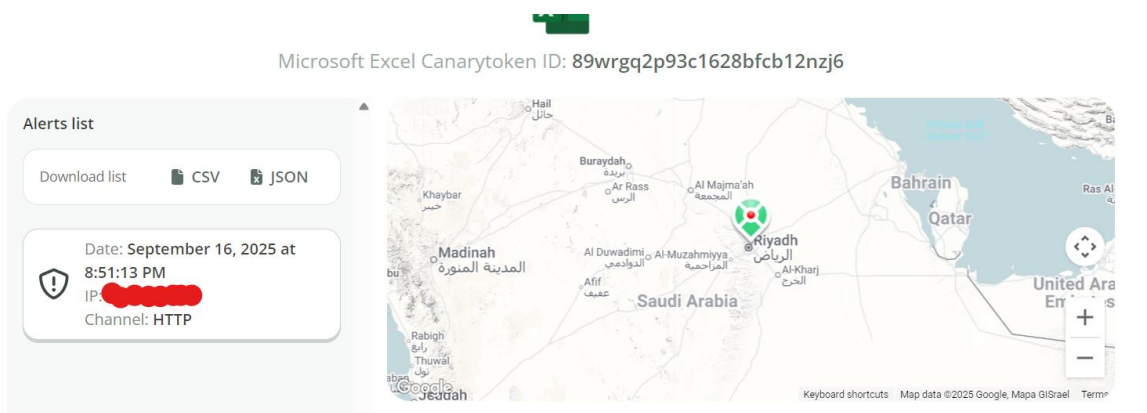 Microsoft Excel Canarytoken ID: 89wrgq2p93c1628bfcb12nzj6
Alerts list
Download list CSV JSON
Date: September 16, 2025 at
8:51:13 PM
IP:
Channel: HTTP
Hail
حائل
Buraydah
بريدة
Ar Rass
الرس
Al Majma'ah
المجمعة
Khaybar
خيبر
Bahrain
Qatar
Ras Al
Madinah
المدينة المنورة
Al Duwadimi
الدوادمي
Al-Muzahmiyya
المزاحمية
Riyadh
الرياض
Al-Kharj
الخرج
Afif
عفيف
Saudi Arabia
United Ara
Rabigh
رابغ
Thuwal
Jeddah
Google
Keyboard shortcuts Map data ©2025 Google, Mapa GISrael Terms